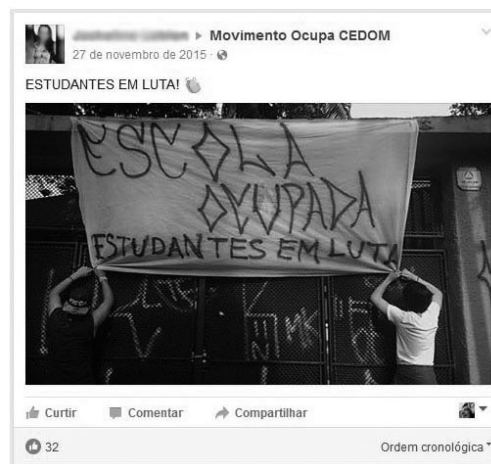 Movimento Ocupa CEDOM
27 de novembro de 2015
ESTUDANTES EM LUTA!
ESCOLA
OCUPADA
ESTUDANTES EM LUTA
Curtir Comentar Compartilhar
32 Ordem cronológica